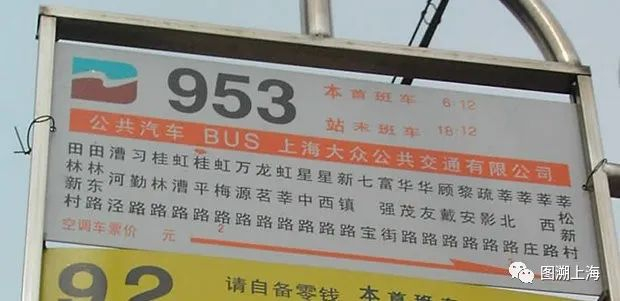 953
本首班车 6·12
站末班车 18·12
公共汽车 BUS 上海大众公共交通有限公司
田林新村
田林东路
漕河泾
习勤路
桂林路
虹漕路
桂平路
虹梅路
万源路
龙茗路
虹莘路
星中路
星西路
新镇路
七宝
富强街
华茂路
华友路
顾戴路
黎安路
疏影路
莘北路
莘庄
莘西路
莘松新村
空调车票价 2 元
92
请自备零钱 本首班车
图溯上海